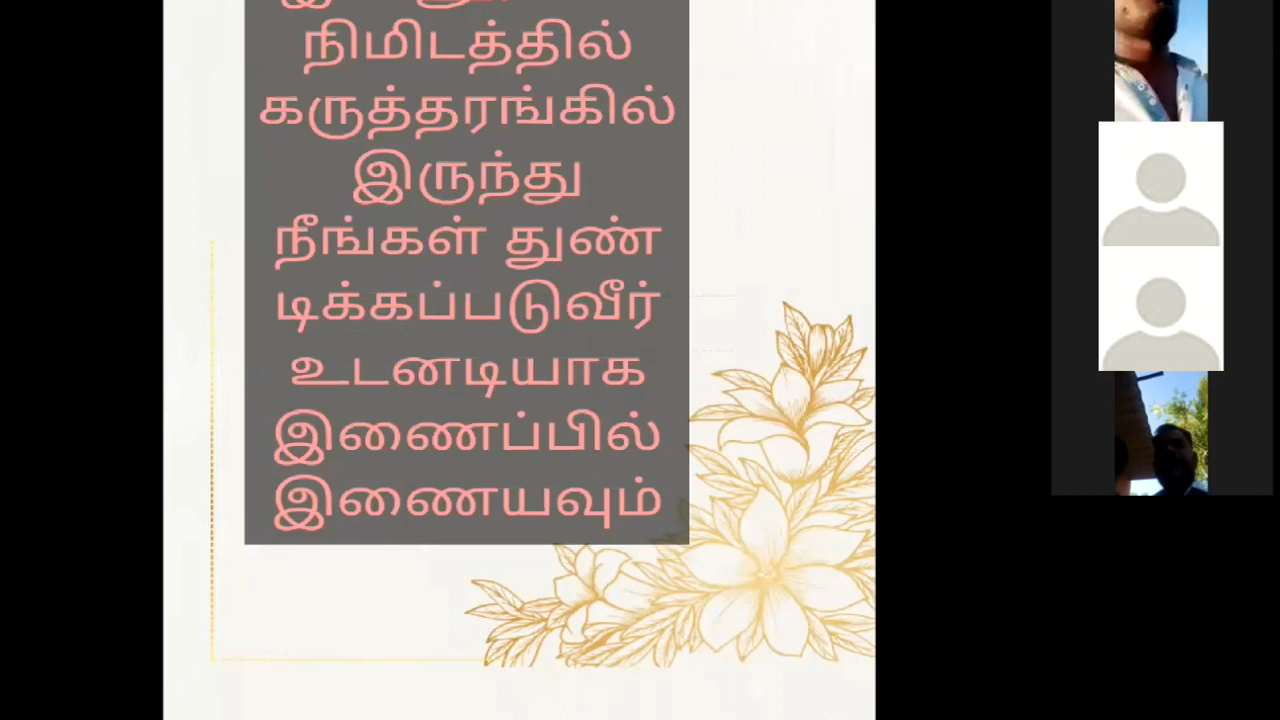 நிமிடத்தில்
கருத்தரங்கில்
இருந்து
நீங்கள் துண்
டிக்கப்படுவீர்
உடனடியாக
இணைப்பில்
இணையவும்